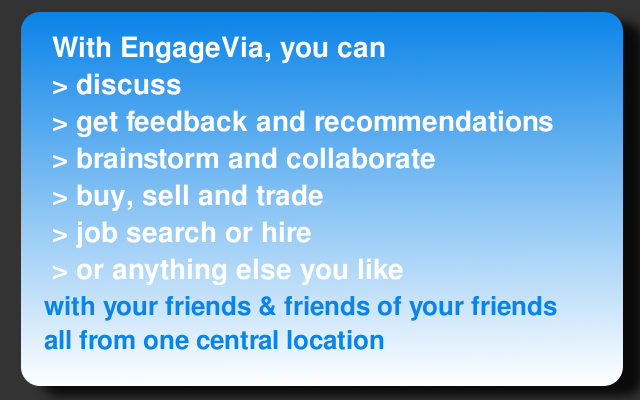 With EngageVia, you can
> discuss
> get feedback and recommendations
> brainstorm and collaborate
> buy, sell and trade
> job search or hire
> or anything else you like
with your friends & friends of your friends
all from one central location